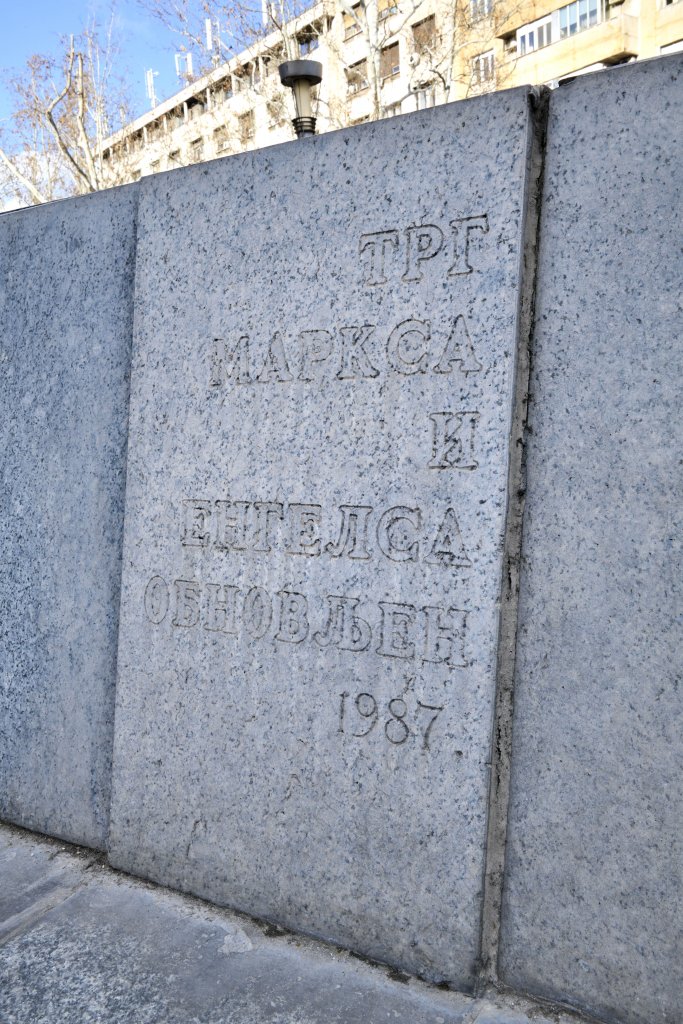 ТРГ
МАРКСА
И
ЕНГЕЛСА
ОБНОВЉЕН
1987